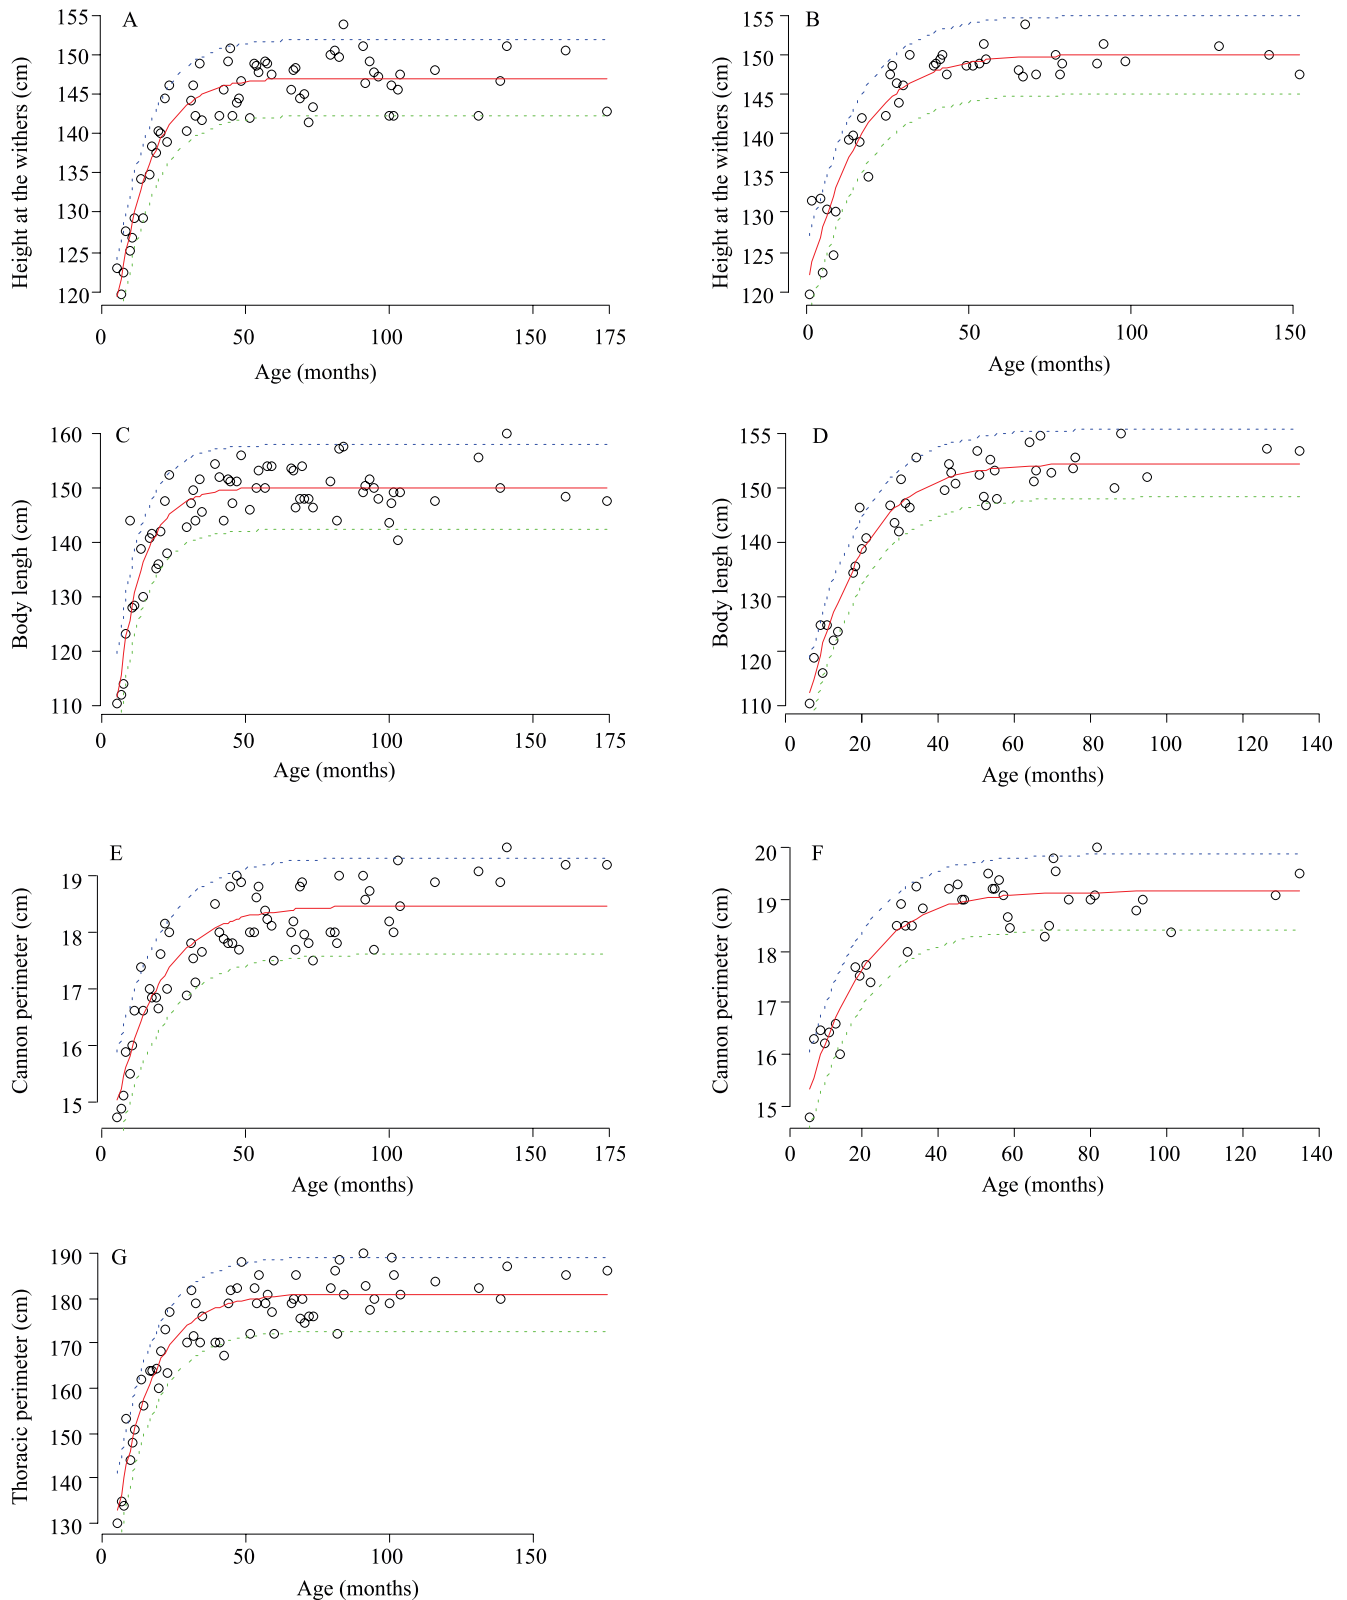 A
Height at the withers (cm)
155
150
145
140
135
130
125
120
0 50 100 175
Age (months)
B
Height at the withers (cm)
155
150
145
140
135
130
125
120
0 50 100 150
Age (months)
C
Body lengh (cm)
160
150
140
130
120
110
0 50 100 150 175
Age (months)
D
Body lengh (cm)
155
150
140
130
120
110
0 20 40 60 80 100 120 140
Age (months)
E
Cannon perimeter (cm)
19
18
17
16
15
0 50 100 150 175
Age (months)
F
Cannon perimeter (cm)
20
19
18
17
16
15
0 20 40 60 80 100 120 140
Age (months)
G
Thoracic perimeter (cm)
190
180
170
160
150
140
130
0 50 100 150
Age (months)